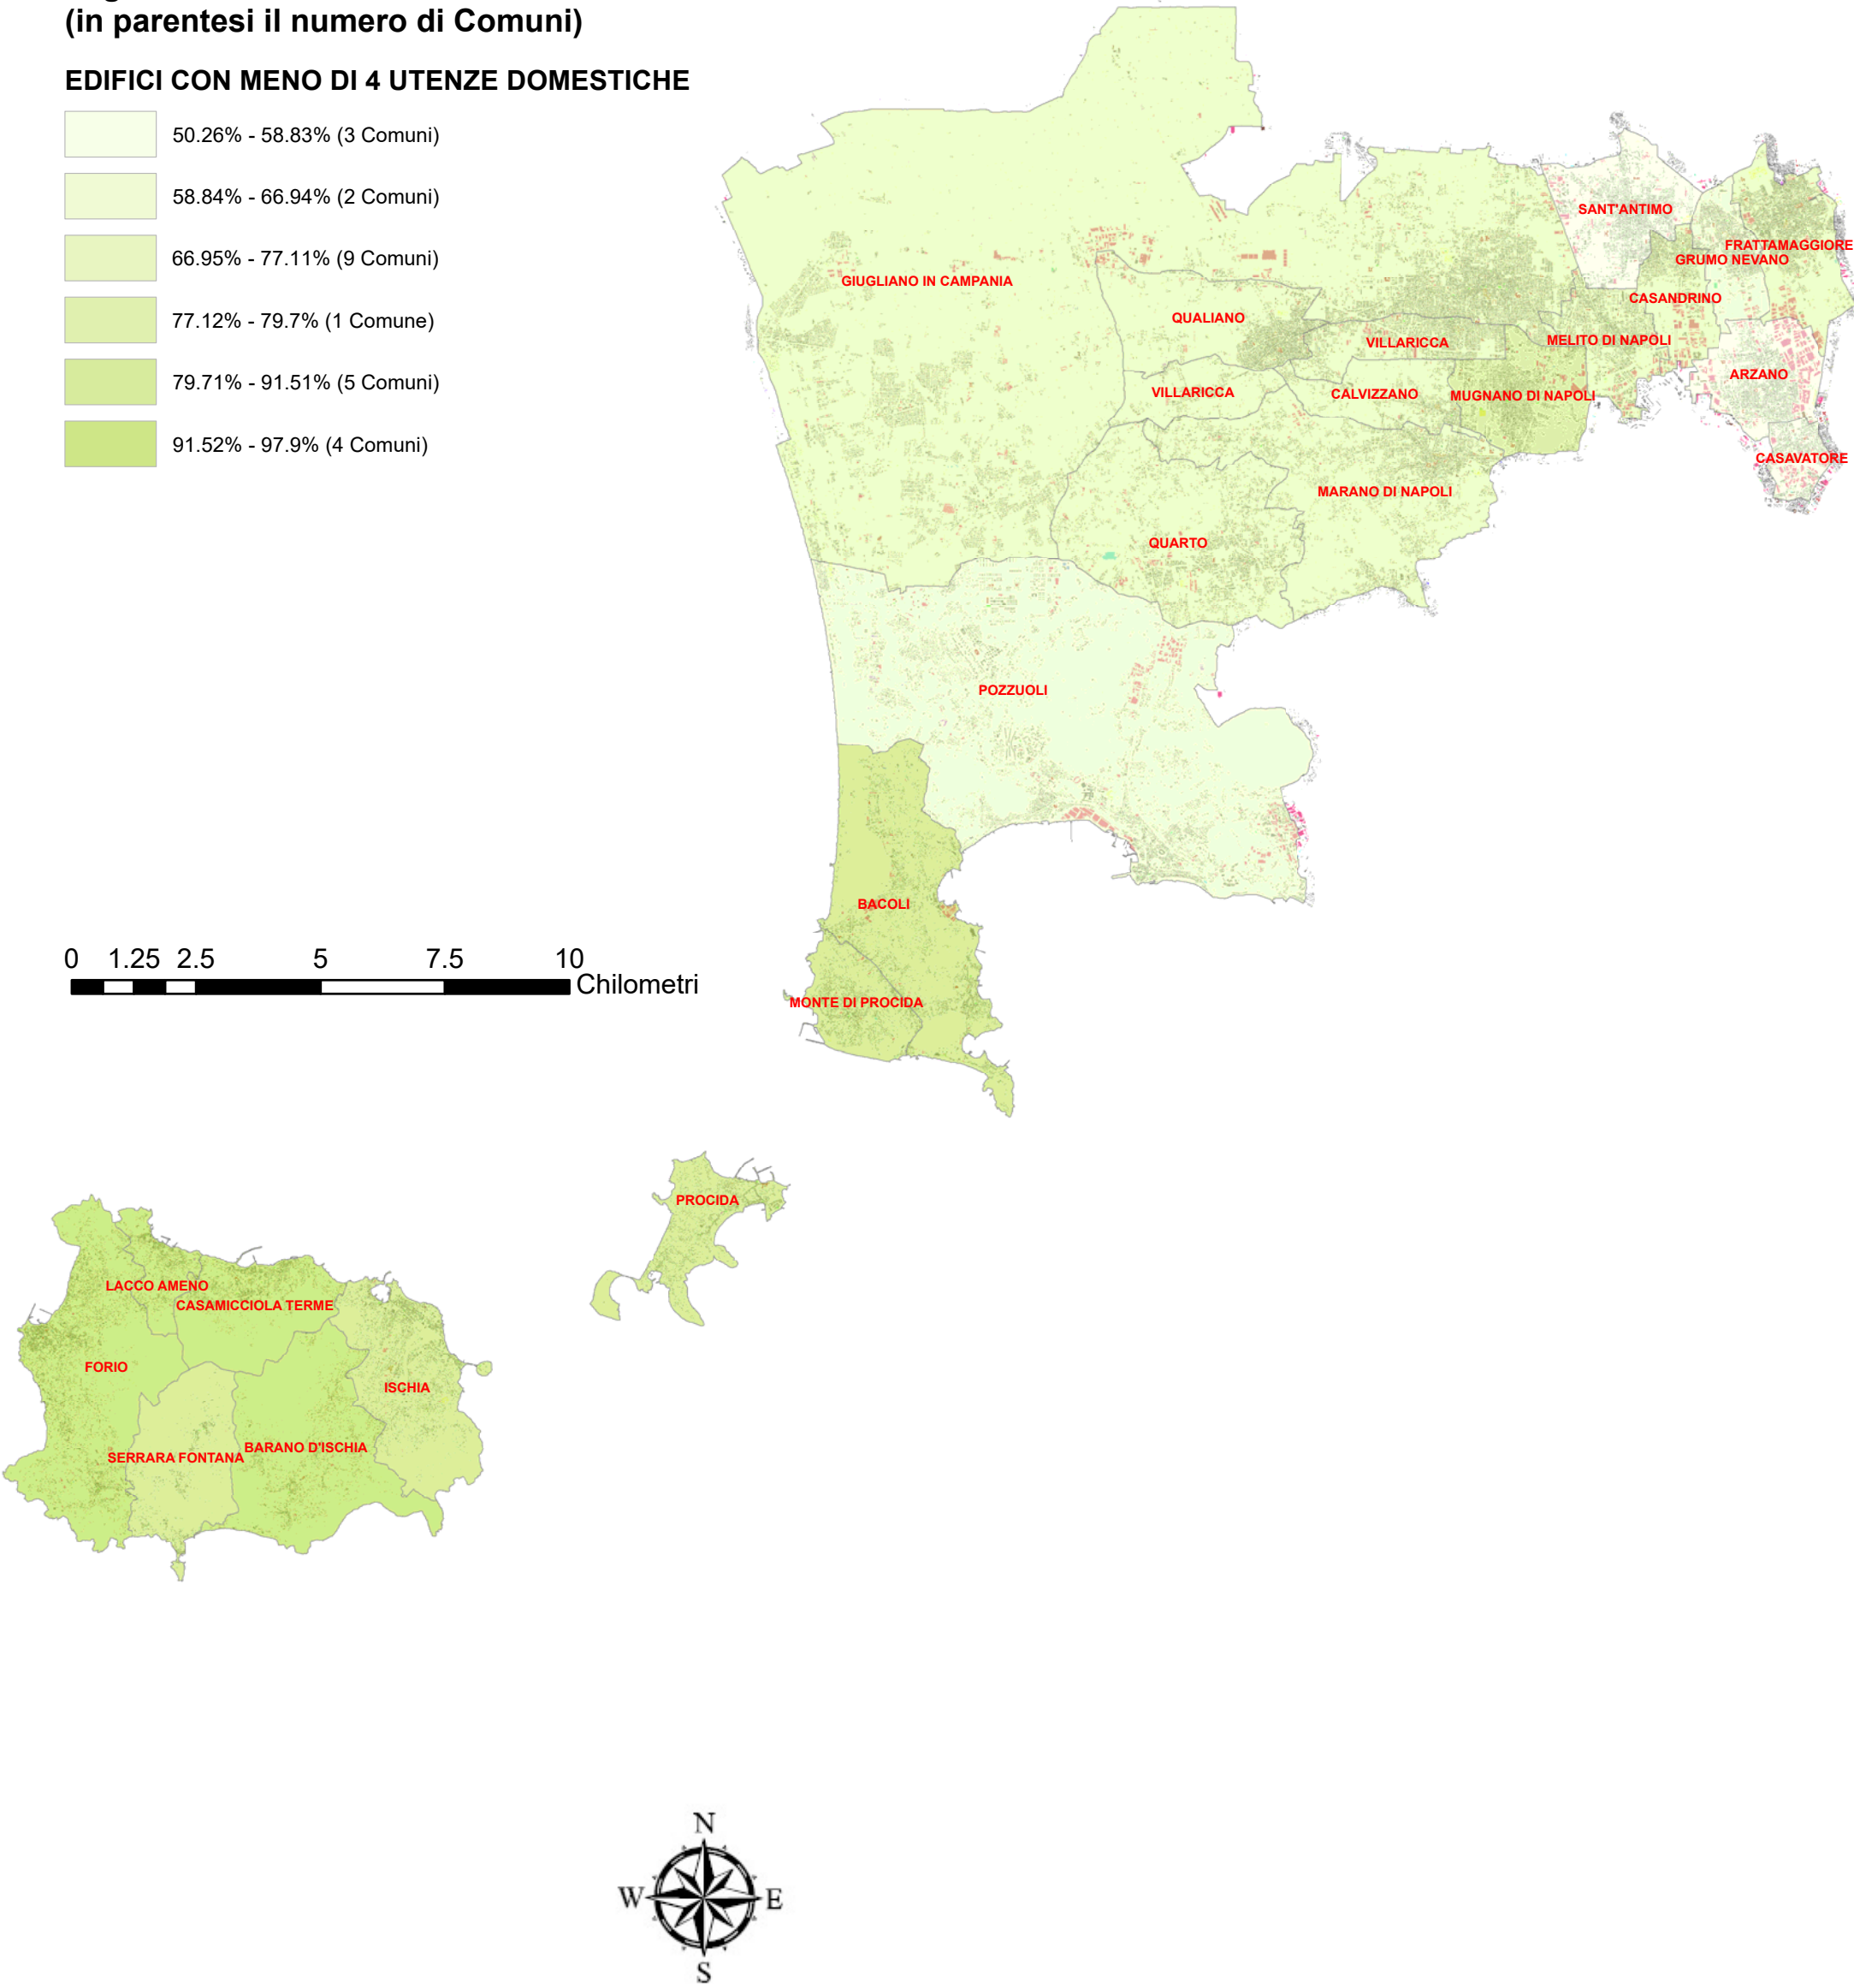 (in parentesi il numero di Comuni)
EDIFICI CON MENO DI 4 UTENZE DOMESTICHE
50.26% - 58.83% (3 Comuni)
58.84% - 66.94% (2 Comuni)
66.95% - 77.11% (9 Comuni)
77.12% - 79.7% (1 Comune)
79.71% - 91.51% (5 Comuni)
91.52% - 97.9% (4 Comuni)
SANT'ANTIMO
FRATTAMAGGIORE
GRUMO NEVANO
GIUGLIANO IN CAMPANIA
CASANDRINO
QUALIANO
VILLARICCA
MELITO DI NAPOLI
ARZANO
VILLARICCA
CALVIZZANO
MUGNANO DI NAPOLI
CASAVATORE
MARANO DI NAPOLI
QUARTO
POZZUOLI
BACOLI
0 1.25 2.5 5 7.5 10
Chilometri
MONTE DI PROCIDA
PROCIDA
LACCO AMENO
CASAMICCIOLA TERME
FORIO
ISCHIA
BARANO D'ISCHIA
SERRARA FONTANA
N
W E
S